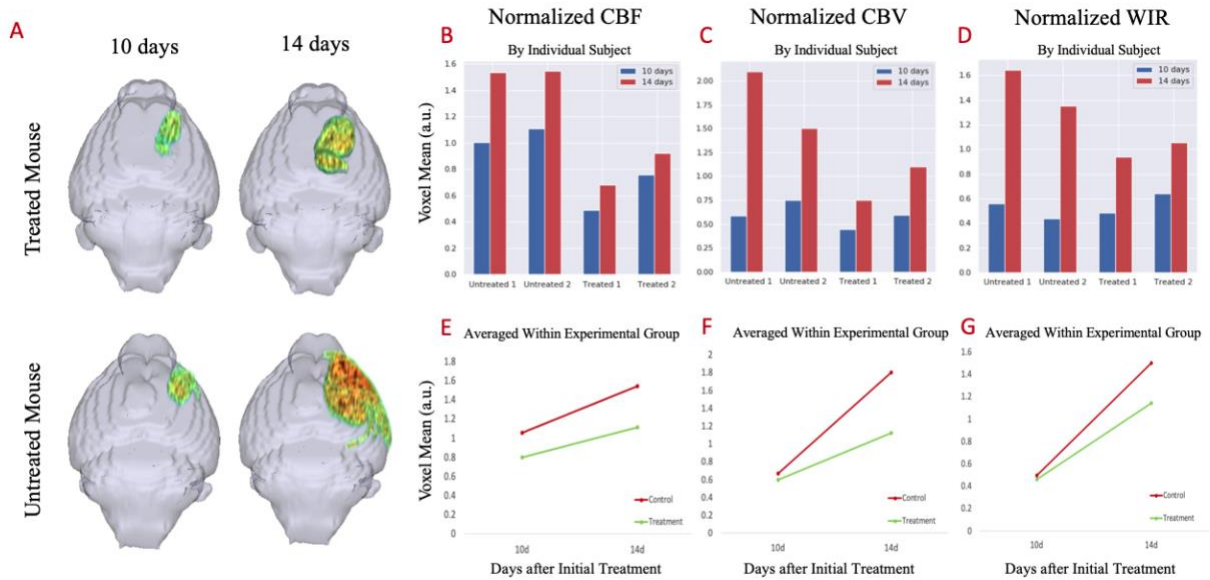 A
10 days
14 days
Treated Mouse
Untreated Mouse
Normalized CBF
B
By Individual Subject
10 days
14 days
Voxel Mean (a.u.)
1.6
1.4
1.2
1.0
0.8
0.6
0.4
0.2
0.0
Untreated 1 Untreated 2 Treated 1 Treated 2
Normalized CBV
C
By Individual Subject
10 days
14 days
2.00
1.75
1.50
1.25
1.00
0.75
0.50
0.25
0.00
Untreated 1 Untreated 2 Treated 1 Treated 2
Normalized WIR
D
By Individual Subject
10 days
14 days
1.6
1.4
1.2
1.0
0.8
0.6
0.4
0.2
0.0
Untreated 1 Untreated 2 Treated 1 Treated 2
E
Averaged Within Experimental Group
Voxel Mean (a.u.)
1.8
1.6
1.4
1.2
1
0.8
0.6
0.4
0.2
0
Control
Treatment
10d 14d
Days after Initial Treatment
F
Averaged Within Experimental Group
2
1.8
1.6
1.4
1.2
1
0.8
0.6
0.4
0.2
0
Control
Treatment
10d 14d
Days after Initial Treatment
G
Averaged Within Experimental Group
1.6
1.4
1.2
1
0.8
0.6
0.4
0.2
0
Control
Treatment
10d 14d
Days after Initial Treatment